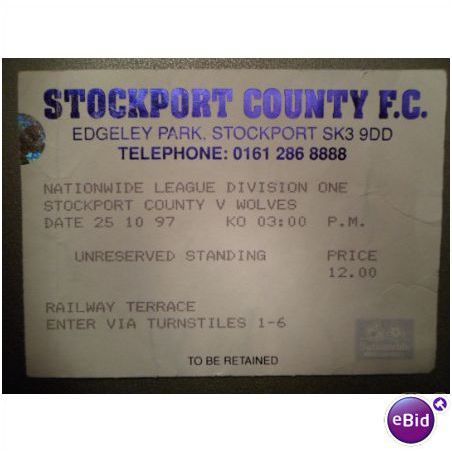 STOCKPORT COUNTY F.C.
EDGELEY PARK, STOCKPORT SK3 9DD
TELEPHONE: 0161 286 8888
NATIONWIDE LEAGUE DIVISION ONE
STOCKPORT COUNTY V WOLVES
DATE 25 10 97 KO 03:00 P.M.
UNRESERVED STANDING PRICE
12.00
RAILWAY TERRACE
ENTER VIA TURNSTILES 1-6
TO BE RETAINED
eBid